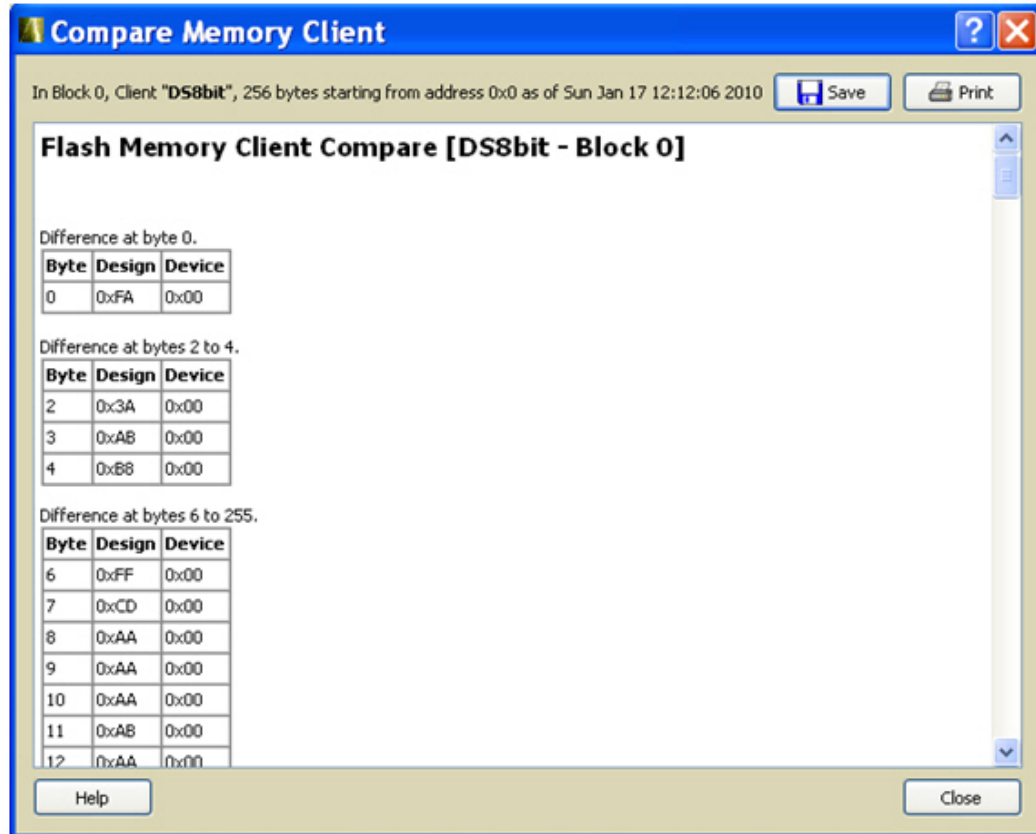 Compare Memory Client
In Block 0, Client "DS8bit", 256 bytes starting from address 0x0 as of Sun Jan 17 12:12:06 2010 Save Print
Flash Memory Client Compare [DS8bit - Block 0]
Difference at byte 0.
Byte Design Device
0 0xFA 0x00
Difference at bytes 2 to 4.
Byte Design Device
2 0x3A 0x00
3 0xAB 0x00
4 0xB8 0x00
Difference at bytes 6 to 255.
Byte Design Device
6 0xFF 0x00
7 0xCD 0x00
8 0xAA 0x00
9 0xAA 0x00
10 0xAA 0x00
11 0xAB 0x00
12 0xAA 0x00
Help Close